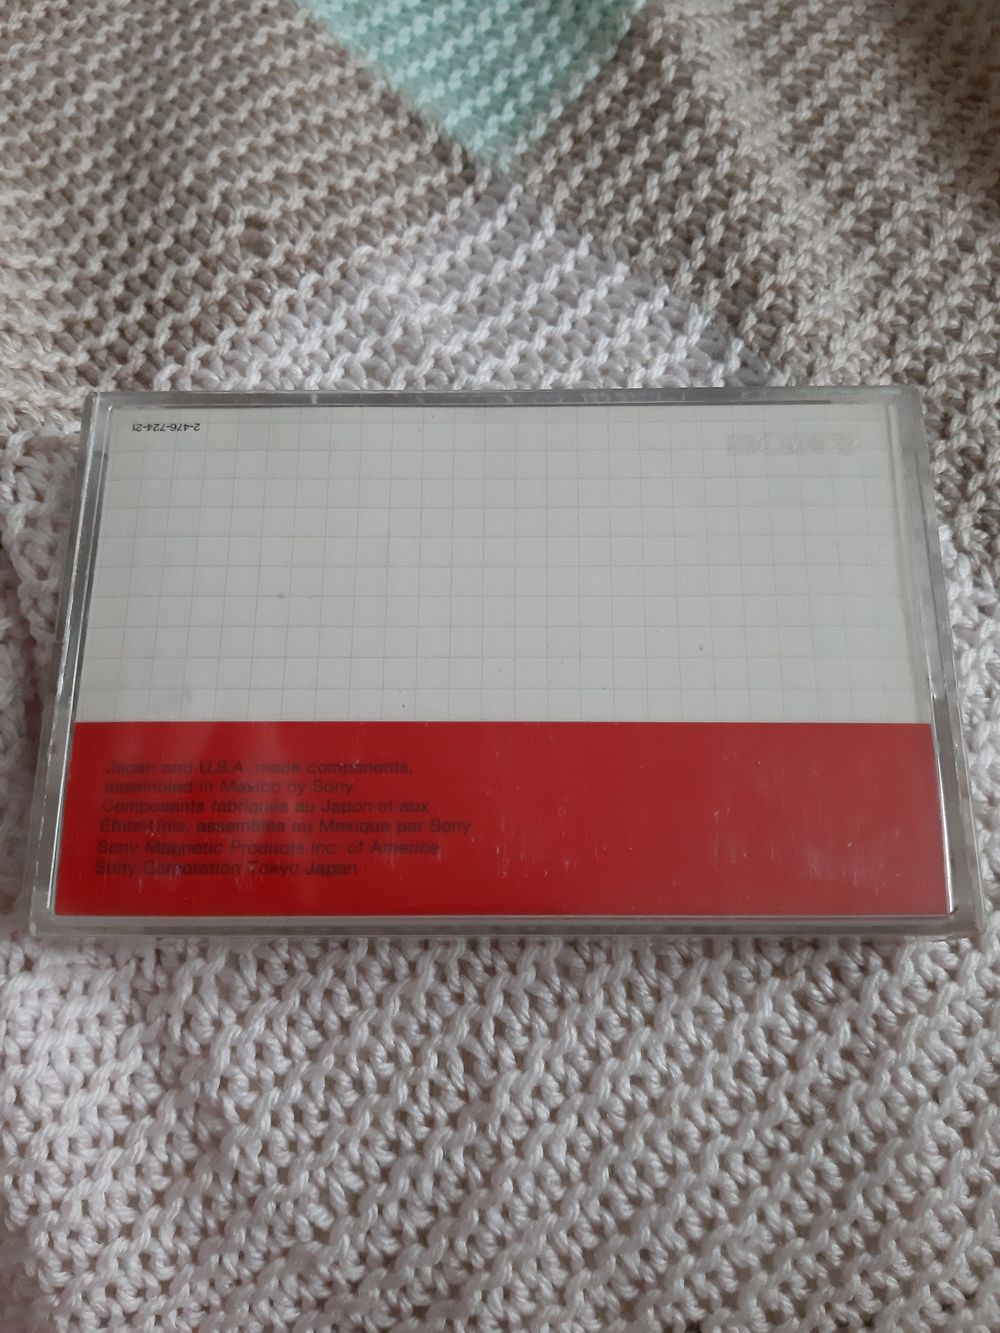 2-476-724-21
SONY
Japan and U.S.A. made components,
assembled in Mexico by Sony
Composants fabriqués au Japon et aux
Etats-Unis, assemblés au Mexique par Sony
Sony Magnetic Products Inc. of America
Sony Corporation Tokyo Japan